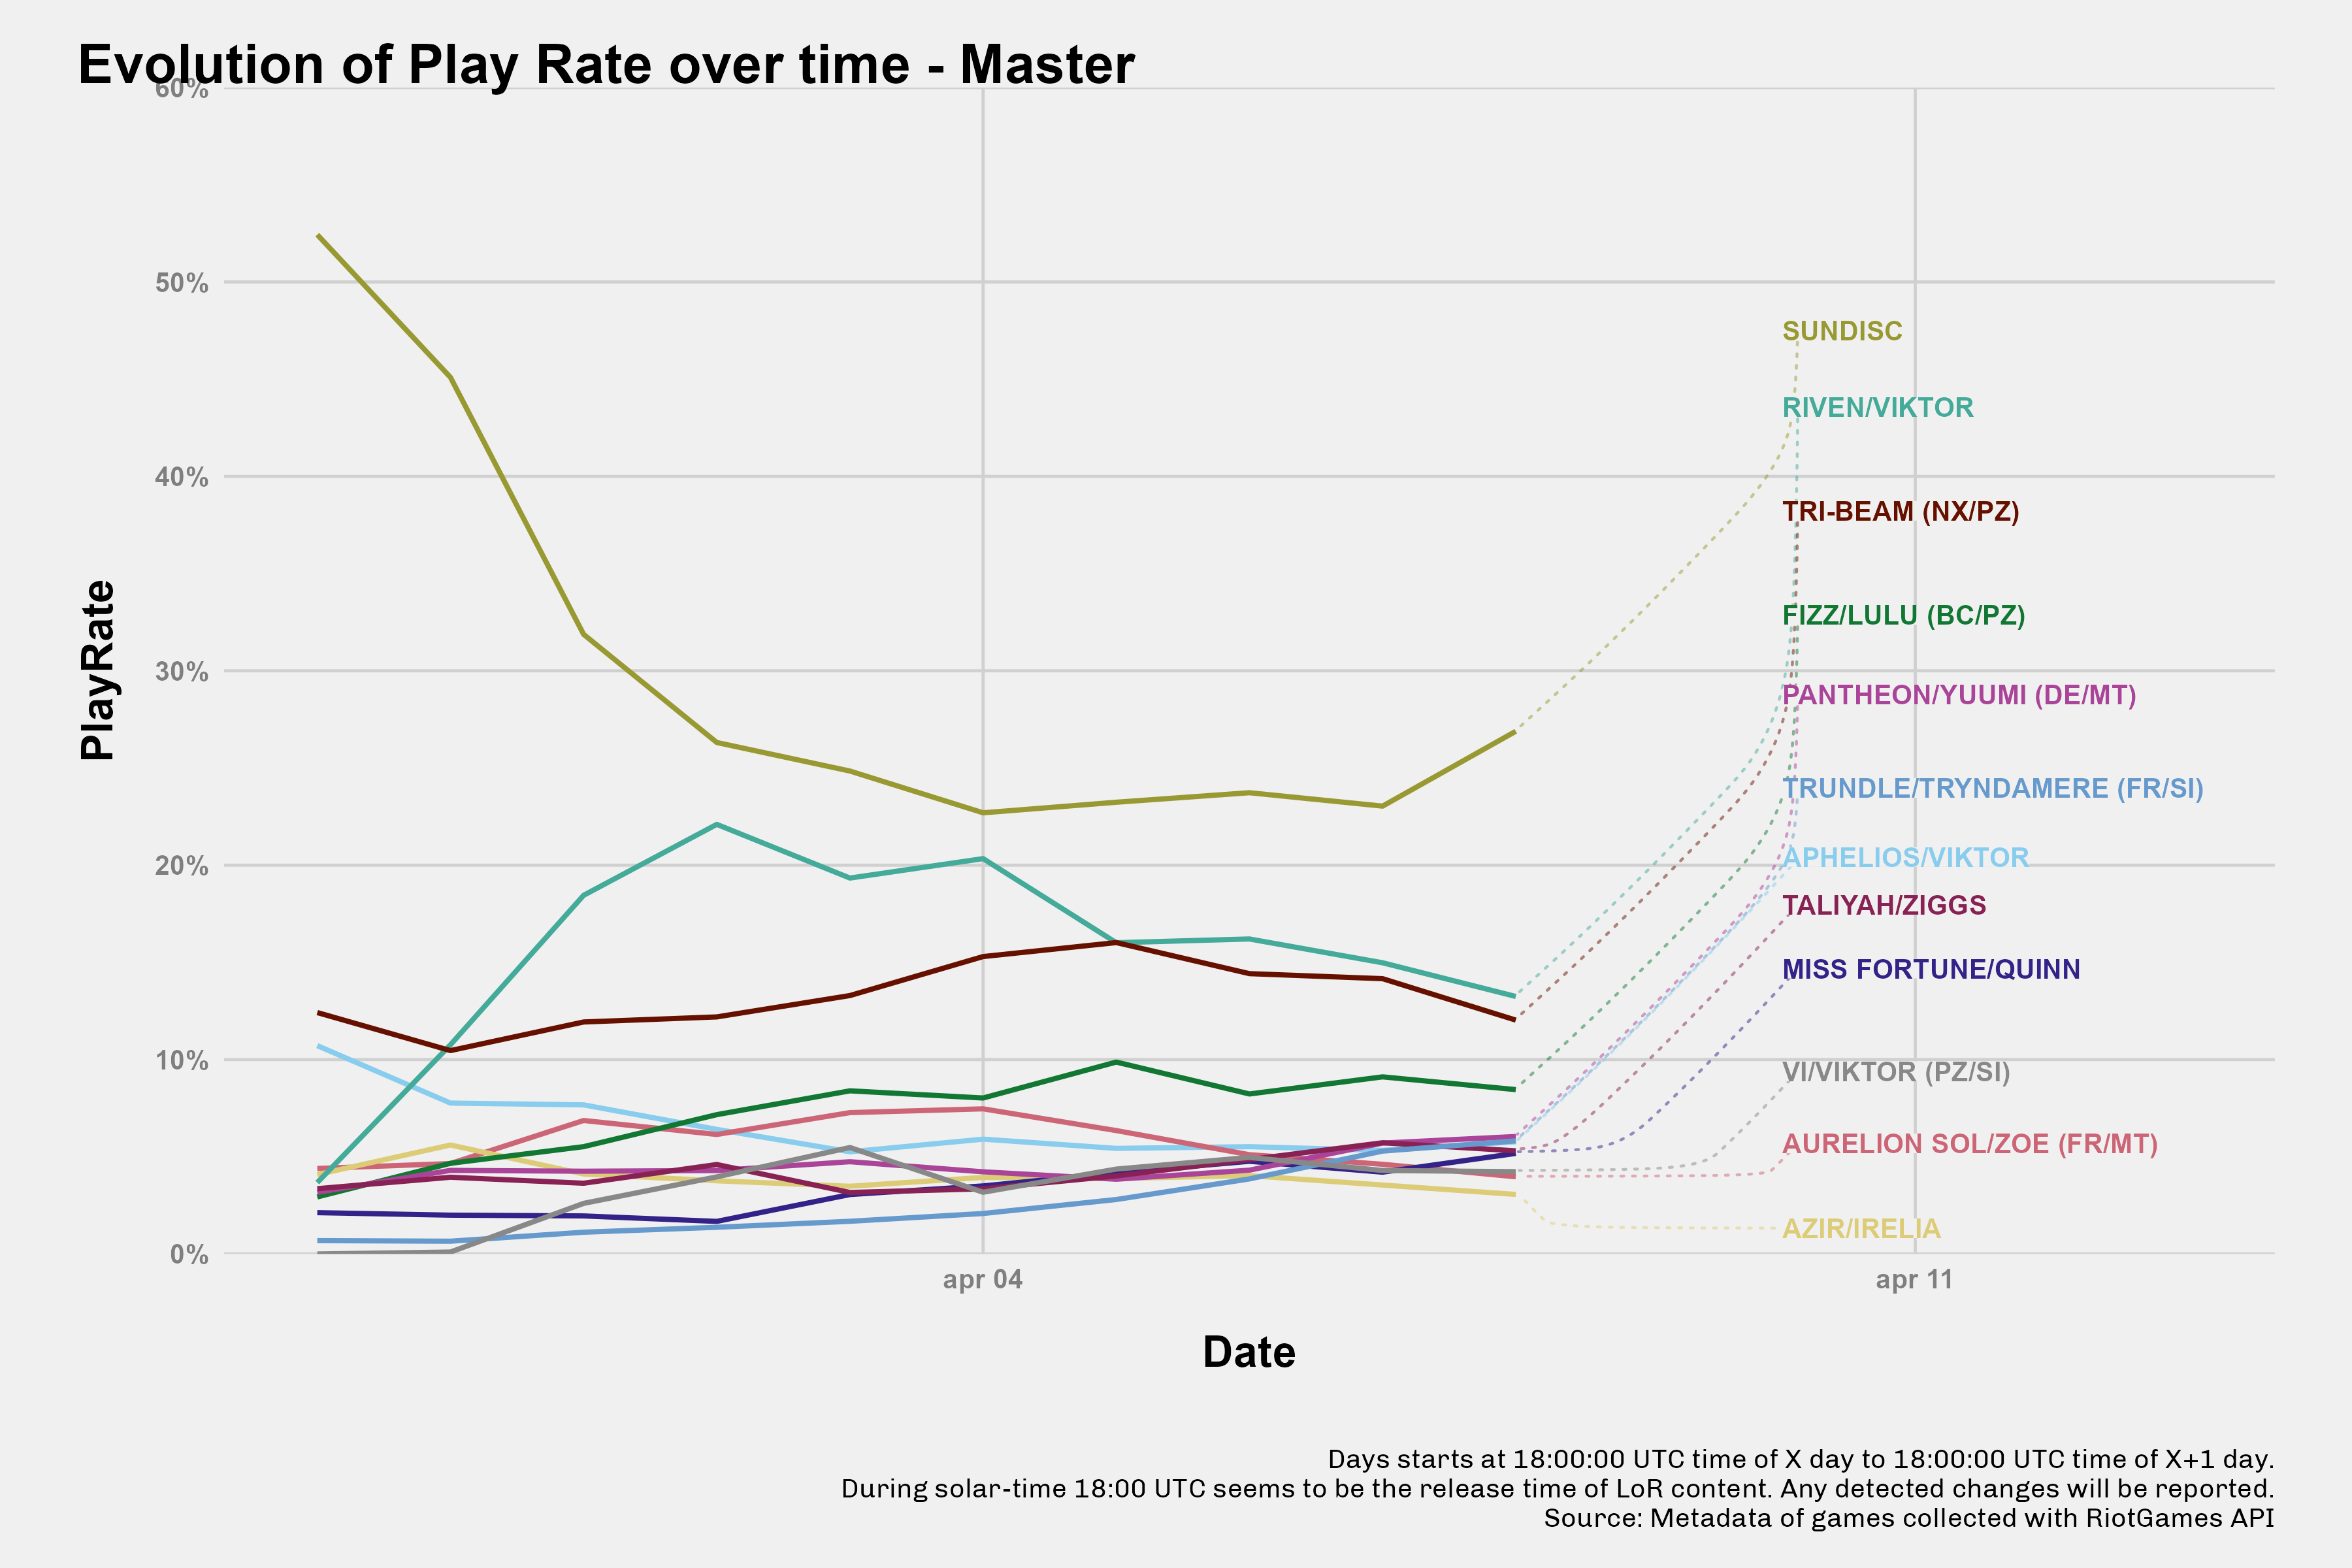 Evolution of Play Rate over time - Master
60%
50%
40%
30%
20%
10%
0%
PlayRate
SUNDISC
RIVEN/VIKTOR
TRI-BEAM (NX/PZ)
FIZZ/LULU (BC/PZ)
PANTHEON/YUUMI (DE/MT)
TRUNDLE/TRYNDAMERE (FR/SI)
APHELIOS/VIKTOR
TALIYAH/ZIGGS
MISS FORTUNE/QUINN
VI/VIKTOR (PZ/SI)
AURELION SOL/ZOE (FR/MT)
AZIR/IRELIA
apr 04
apr 11
Date
Days starts at 18:00:00 UTC time of X day to 18:00:00 UTC time of X+1 day.
During solar-time 18:00 UTC seems to be the release time of LoR content. Any detected changes will be reported.
Source: Metadata of games collected with RiotGames API